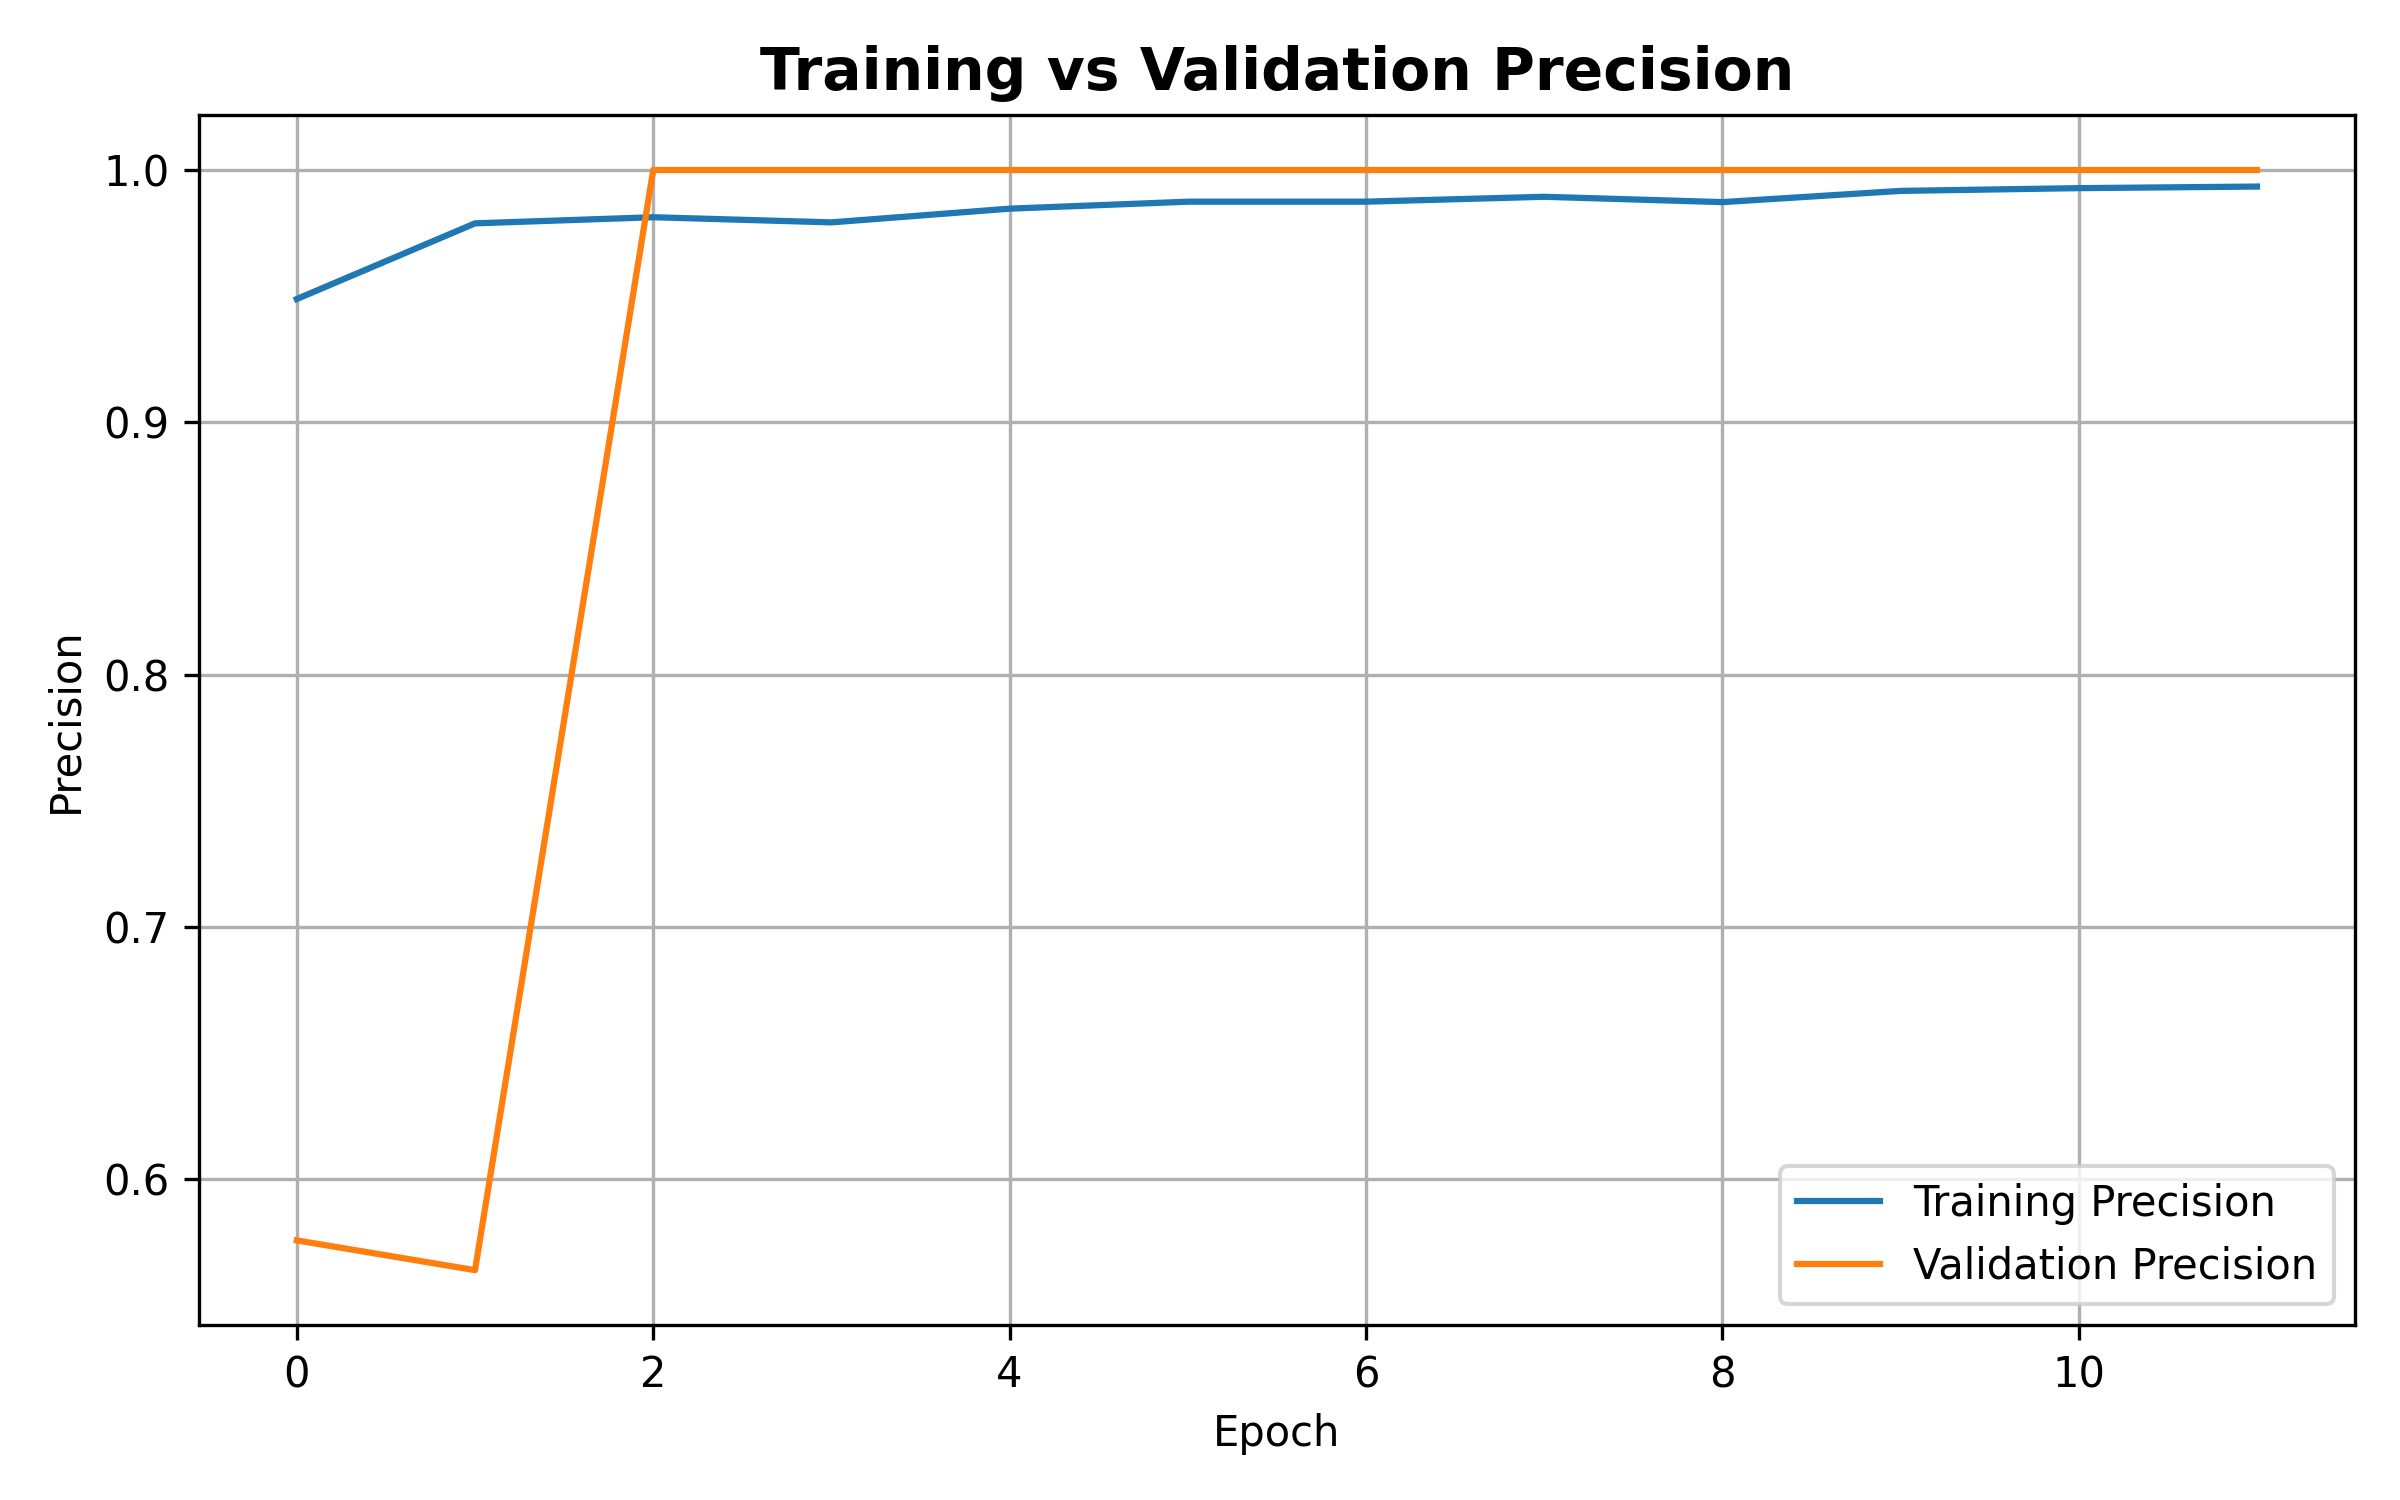 Training vs Validation Precision
1.0
0.9
0.8
0.7
0.6
Precision
0 2 4 6 8 10
Epoch
Training Precision
Validation Precision